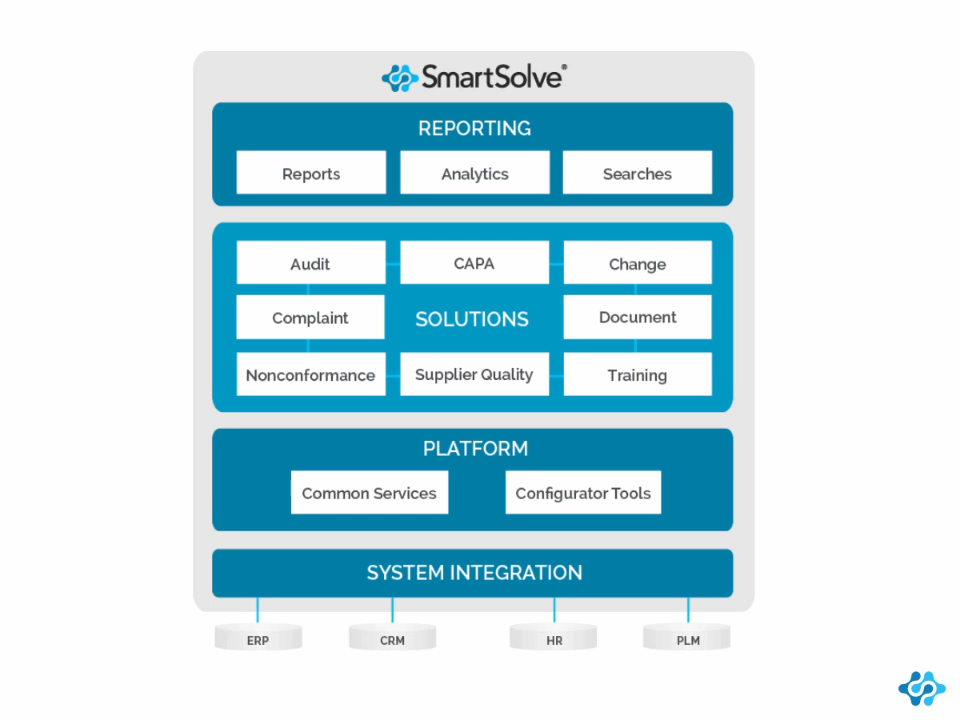 SmartSolve®
REPORTING
Reports
Analytics
Searches
Audit
CAPA
Change
Complaint
SOLUTIONS
Document
Nonconformance
Supplier Quality
Training
PLATFORM
Common Services
Configurator Tools
SYSTEM INTEGRATION
ERP
CRM
HR
PLM